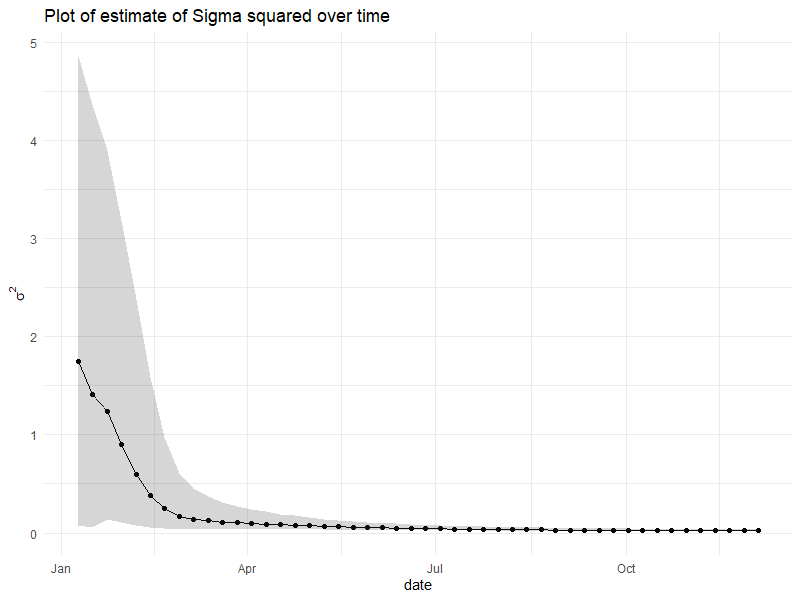 Plot of estimate of Sigma squared over time
5
4
3
2
1
0
σ²
Jan
Apr
Jul
Oct
date